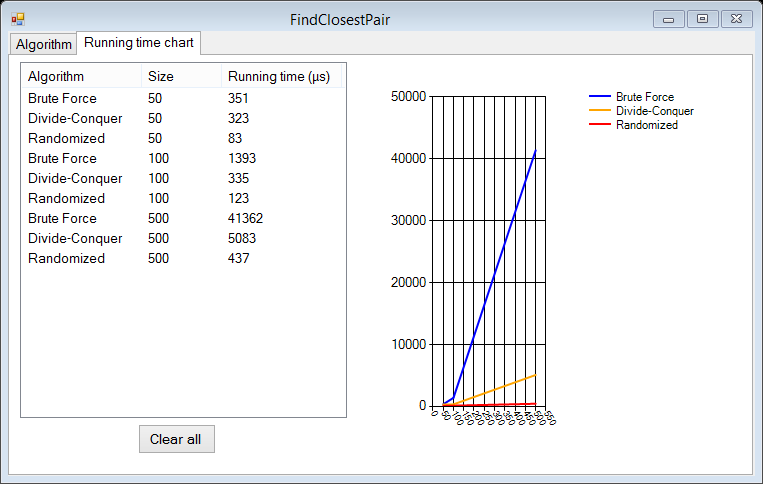 FindClosestPair
Algorithm Running time chart
Algorithm Size Running time (µs)
Brute Force 50 351
Divide-Conquer 50 323
Randomized 50 83
Brute Force 100 1393
Divide-Conquer 100 335
Randomized 100 123
Brute Force 500 41362
Divide-Conquer 500 5083
Randomized 500 437
Clear all
50000
40000
30000
20000
10000
0
0 50 100 150 200 250 300 350 400 450 500 550
Brute Force
Divide-Conquer
Randomized